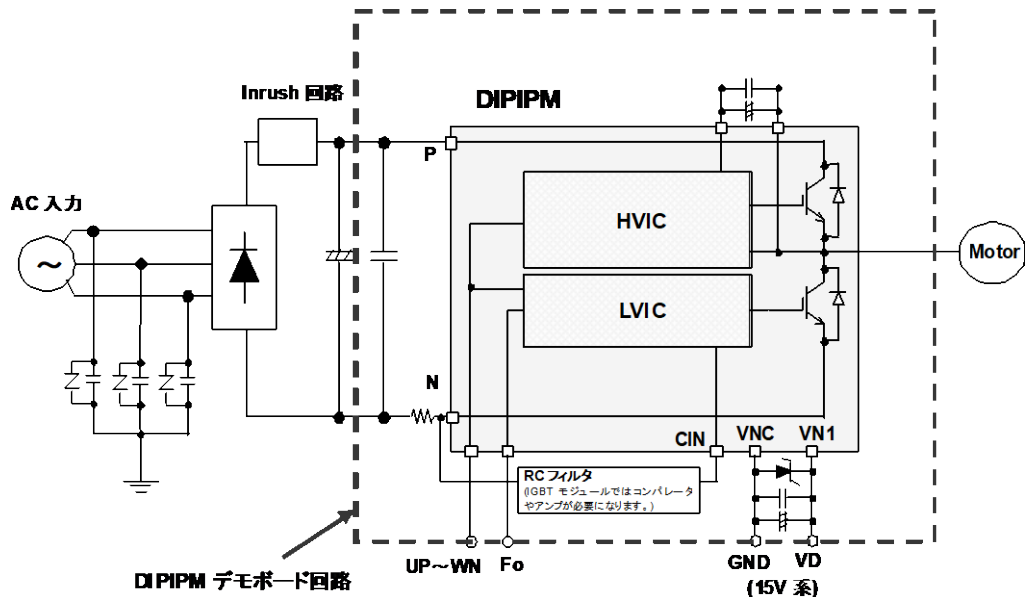 Inrush 回路
DIPIPM
P
AC 入力
HVIC
~
Motor
LVIC
N
CIN
VNC
VN1
RCフィルタ
(IGBT モジュールではコンパレータ
やアンプが必要になります。)
UP～WN
Fo
GND
VD
(15V 系)
DIPIPM デモボード回路